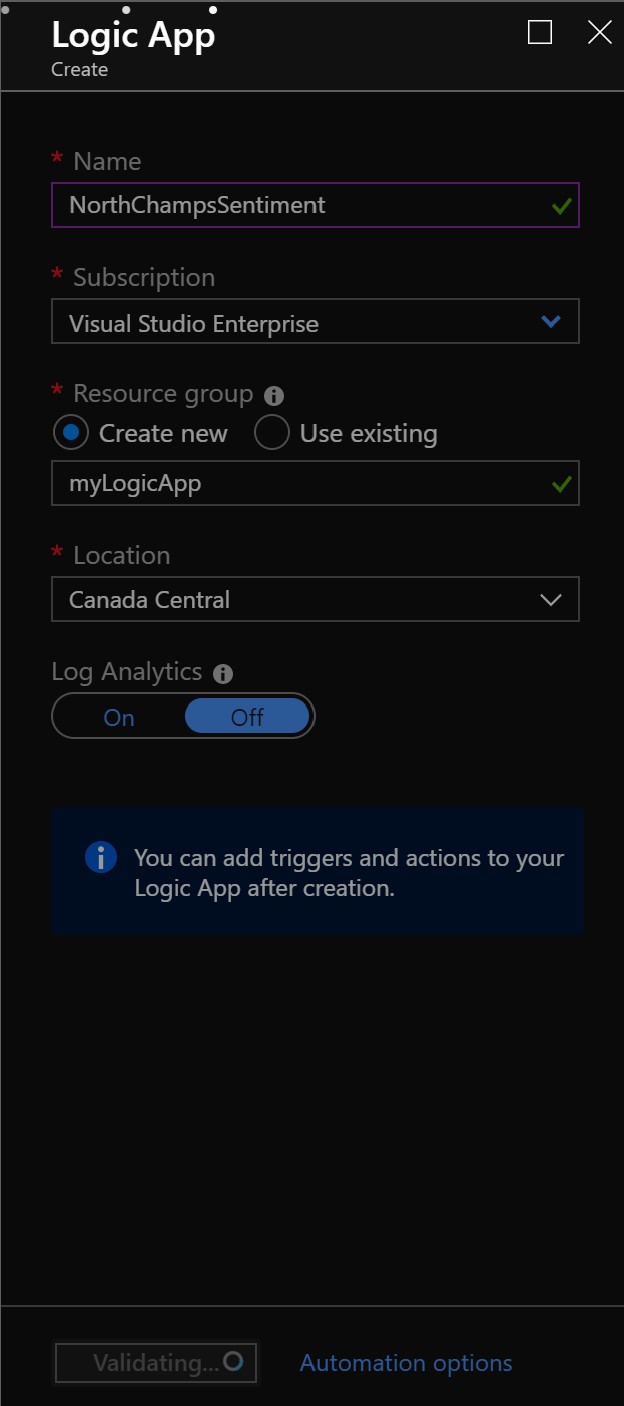 Logic App
Create
* Name
NorthChampsSentiment
* Subscription
Visual Studio Enterprise
* Resource group
Create new Use existing
myLogicApp
* Location
Canada Central
Log Analytics
On Off
You can add triggers and actions to your
Logic App after creation.
Validating... Automation options